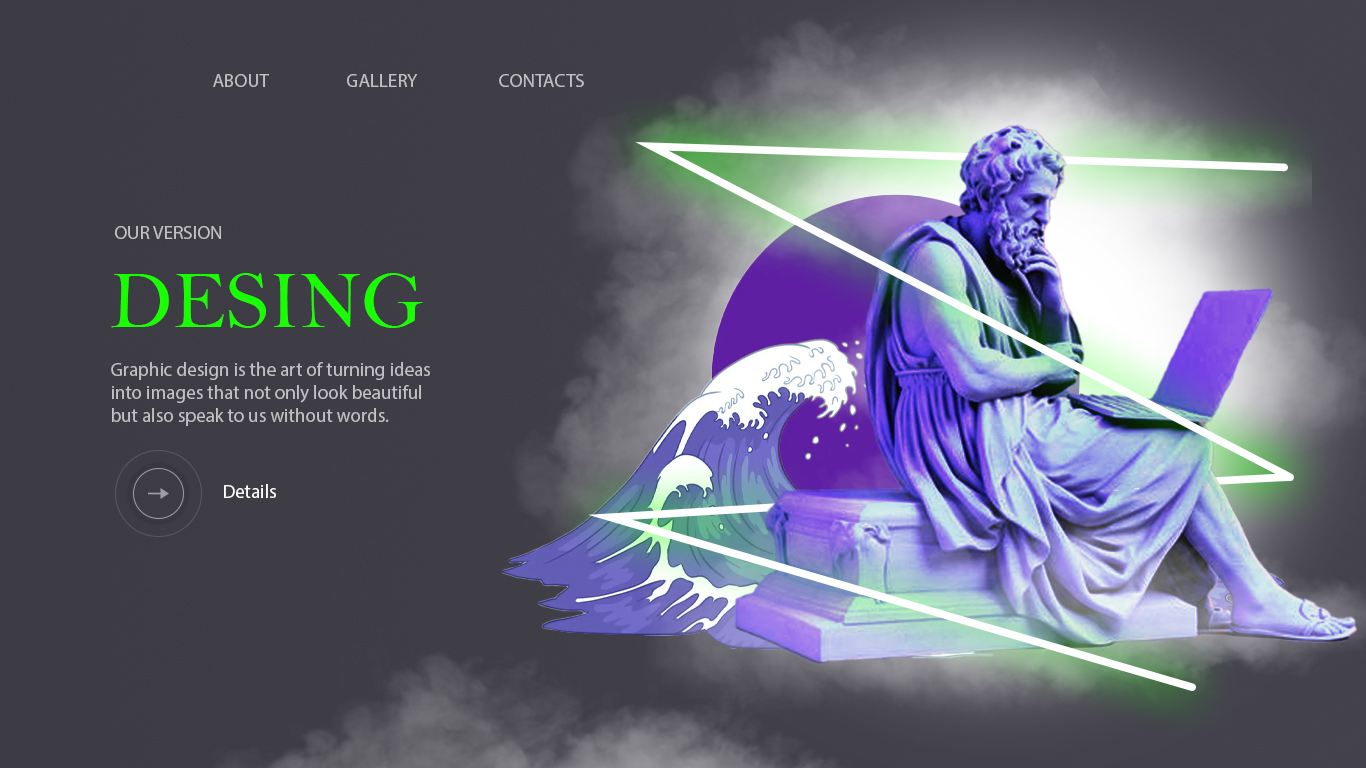 ABOUT GALLERY CONTACTS
OUR VERSION
DESING
Graphic design is the art of turning ideas
into images that not only look beautiful
but also speak to us without words.
Details